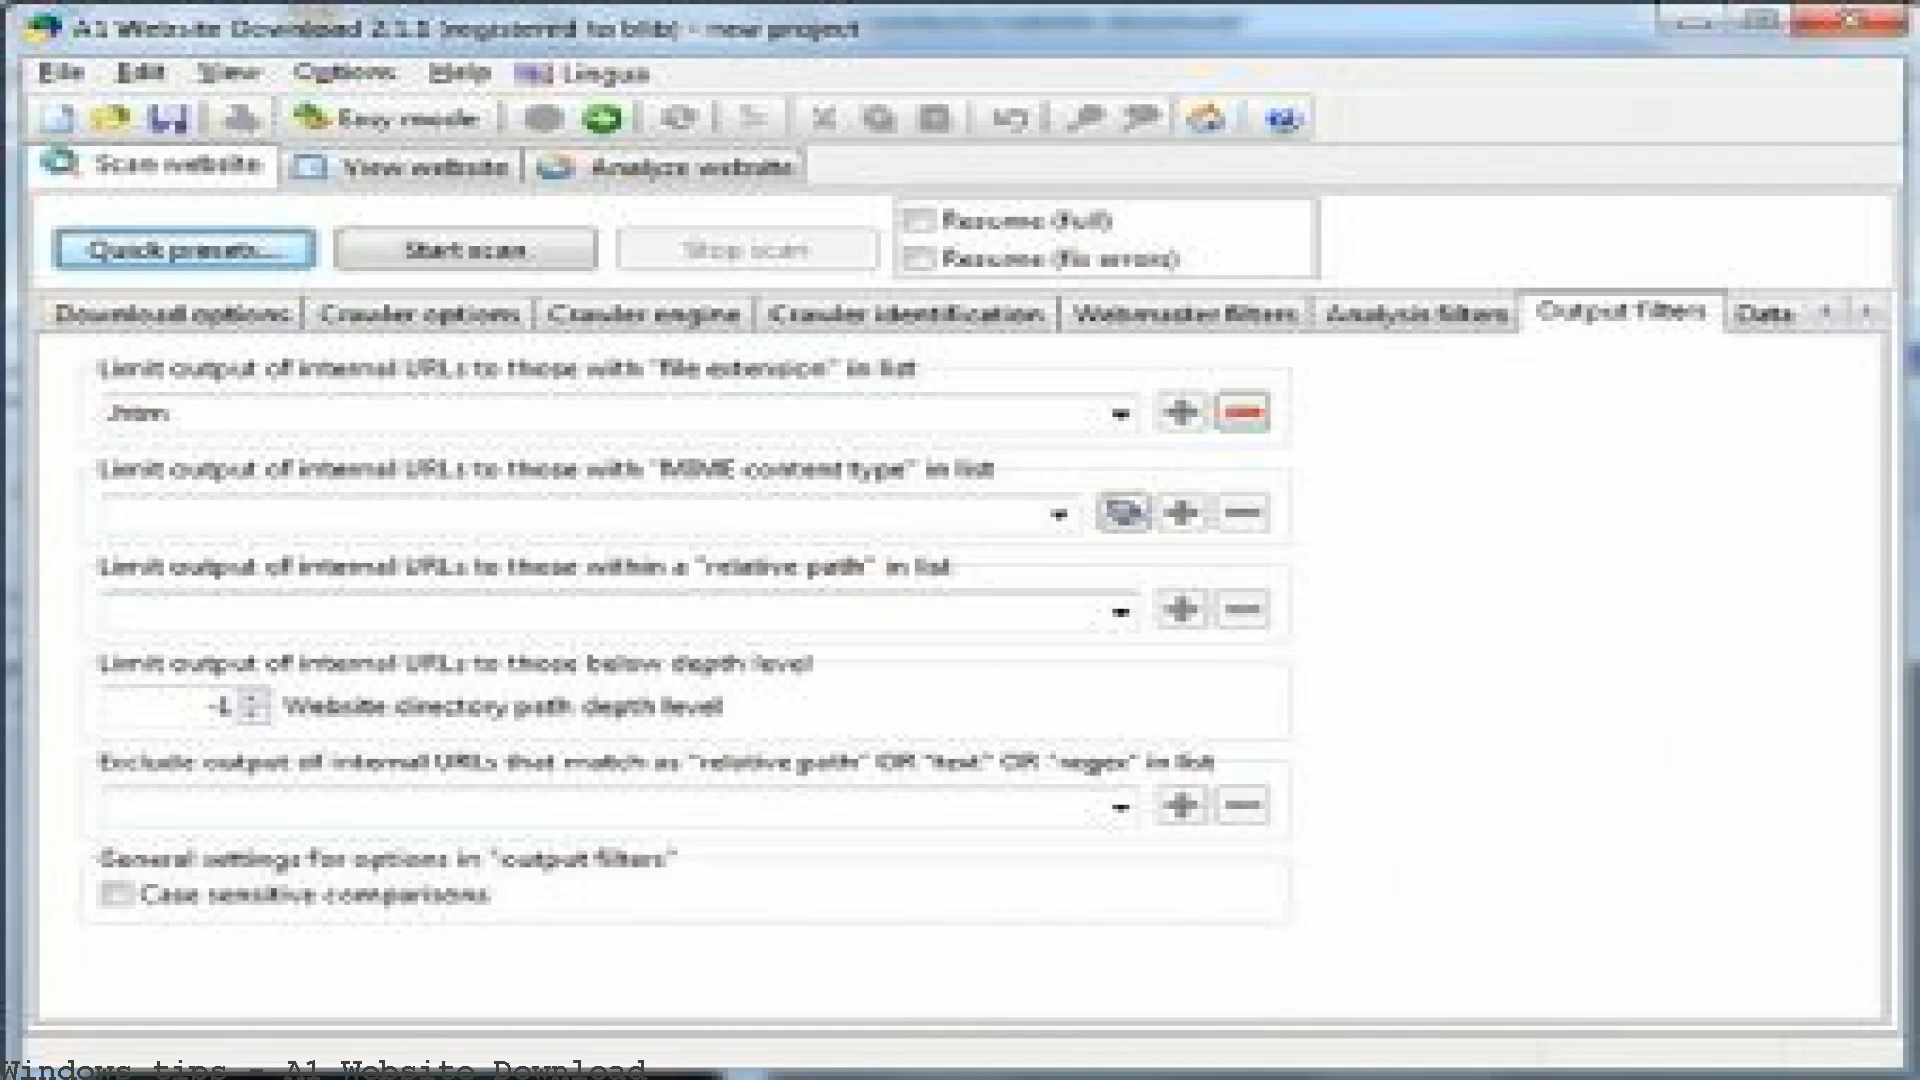 A1 Website Download 2.1.1 (registered to - new project
File Edit View Options Help Lingua
Easy mode
Scan website View website Analyze website
Quick presets... Start scan Stop scan
Resume (full)
Resume (fix errors)
Download options Crawler options Crawler engine Crawler identification Webmaster filters Analysis filters Output filters Data
Limit output of internal URLs to those with "file extension" in list
Limit output of internal URLs to those with "MIME content type" in list
Limit output of internal URLs to those within a "relative path" in list
Limit output of internal URLs to those below depth level
-1 Website directory path depth level
Exclude output of internal URLs that match as "relative path" OR "text" OR "regex" in list
General settings for options in "output filters"
Case sensitive comparisons
Windows tips - A1 Website Download